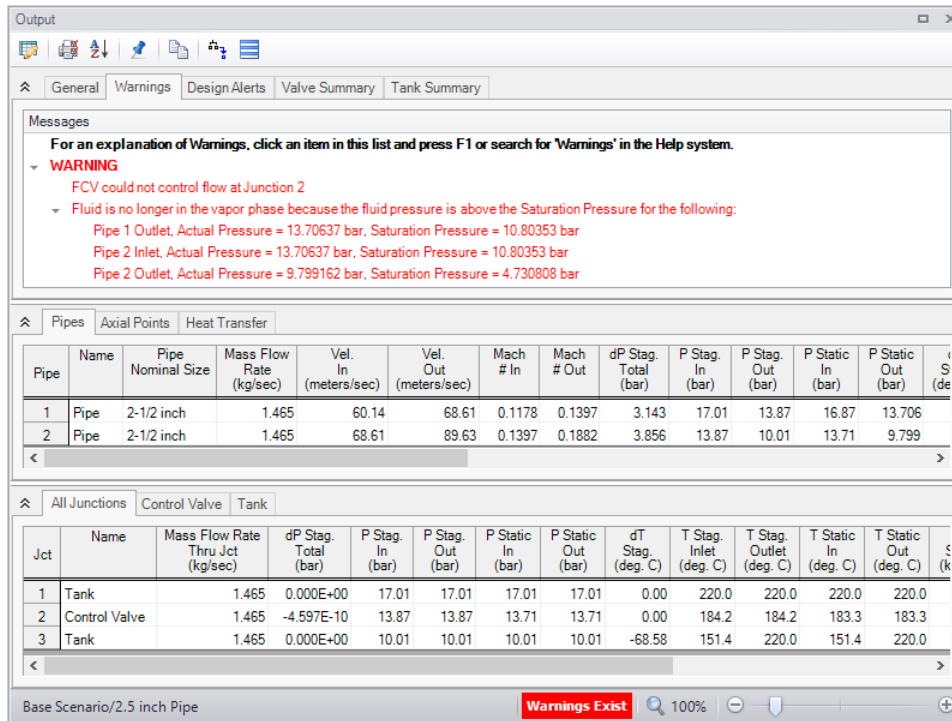 Output
General Warnings Design Alerts Valve Summary Tank Summary
Messages
For an explanation of Warnings, click an item in this list and press F1 or search for 'Warnings' in the Help system.
WARNING
FCV could not control flow at Junction 2
Fluid is no longer in the vapor phase because the fluid pressure is above the Saturation Pressure for the following:
Pipe 1 Outlet, Actual Pressure = 13.70637 bar, Saturation Pressure = 10.80353 bar
Pipe 2 Inlet, Actual Pressure = 13.70637 bar, Saturation Pressure = 10.80353 bar
Pipe 2 Outlet, Actual Pressure = 9.799162 bar, Saturation Pressure = 4.730808 bar
Pipes Axial Points Heat Transfer
Pipe Name Pipe Nominal Size Mass Flow Rate (kg/sec) Vel. In (meters/sec) Vel. Out (meters/sec) Mach # In Mach # Out dP Stag. Total (bar) P Stag. In (bar) P Stag. Out (bar) P Static In (bar) P Static Out (bar)
1 Pipe 2-1/2 inch 1.465 60.14 68.61 0.1178 0.1397 3.143 17.01 13.87 16.87 13.706
2 Pipe 2-1/2 inch 1.465 68.61 89.63 0.1397 0.1882 3.856 13.87 10.01 13.71 9.799
All Junctions Control Valve Tank
Jct Name Mass Flow Rate Thru Jct (kg/sec) dP Stag. Total (bar) P Stag. In (bar) P Stag. Out (bar) P Static In (bar) P Static Out (bar) dT Stag. (deg. C) T Stag. Inlet (deg. C) T Stag. Outlet (deg. C) T Static In (deg. C) T Static Out (deg. C)
1 Tank 1.465 0.000E+00 17.01 17.01 17.01 17.01 0.00 220.0 220.0 220.0 220.0
2 Control Valve 1.465 -4.597E-10 13.87 13.87 13.71 13.71 0.00 184.2 184.2 183.3 183.3
3 Tank 1.465 0.000E+00 10.01 10.01 10.01 10.01 -68.58 151.4 220.0 151.4 220.0
Base Scenario/2.5 inch Pipe Warnings Exist 100%